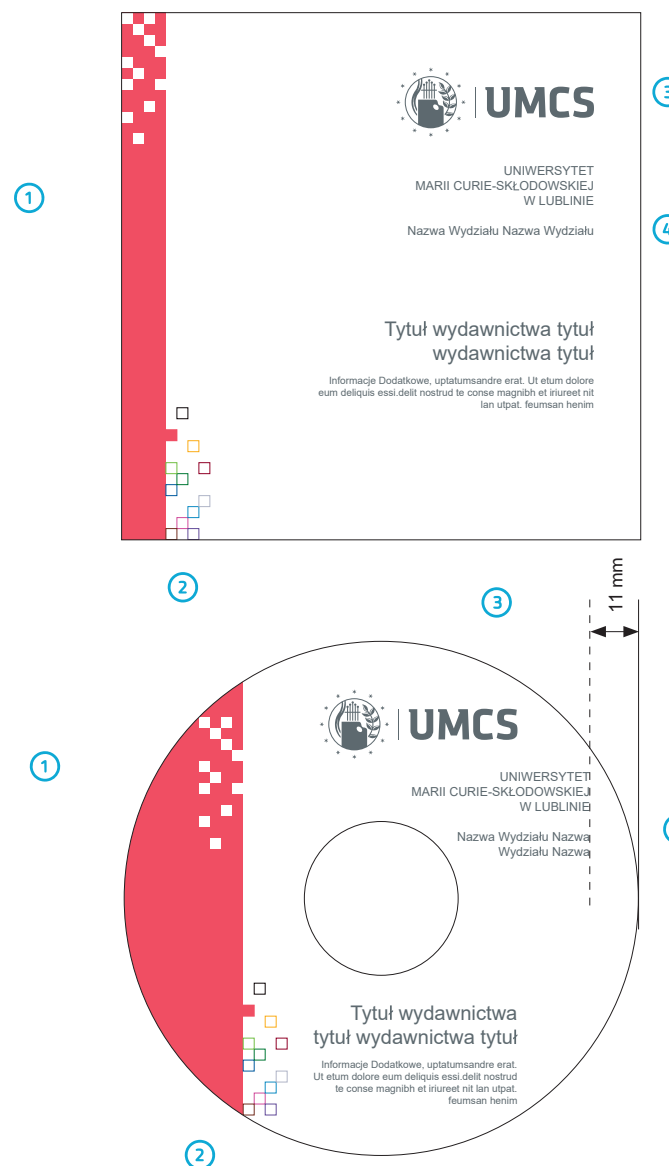 3
UMCS
UNIWERSYTET
MARII CURIE-SKŁODOWSKIEJ
W LUBLINIE
1
4
Nazwa Wydziału Nazwa Wydziału
Tytuł wydawnictwa tytuł
wydawnictwa tytuł
Informacje Dodatkowe, uptatumsandre erat. Ut etum dolore
eum deliquis essi.delit nostrud te conse magnibh et iriureet nit
lan utpat. feumsan henim
2
3
11 mm
UMCS
1
UNIWERSYTET
MARII CURIE-SKŁODOWSKIEJ
W LUBLINIE
Nazwa Wydziału Nazwa
Wydziału Nazwa
Tytuł wydawnictwa
tytuł wydawnictwa tytuł
Informacje Dodatkowe, uptatumsandre erat.
Ut etum dolore eum deliquis essi.delit nostrud
te conse magnibh et iriureet nit lan utpat.
feumsan henim
2